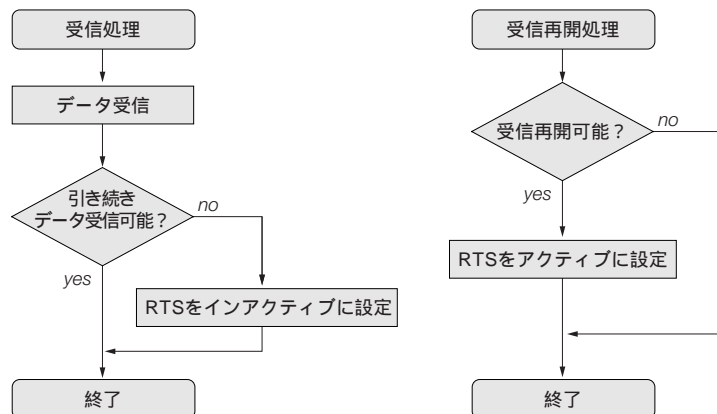 受信処理
データ受信
引き続き
データ受信可能？
no
yes
RTSをインアクティブに設定
終了
受信再開処理
受信再開可能？
no
yes
RTSをアクティブに設定
終了